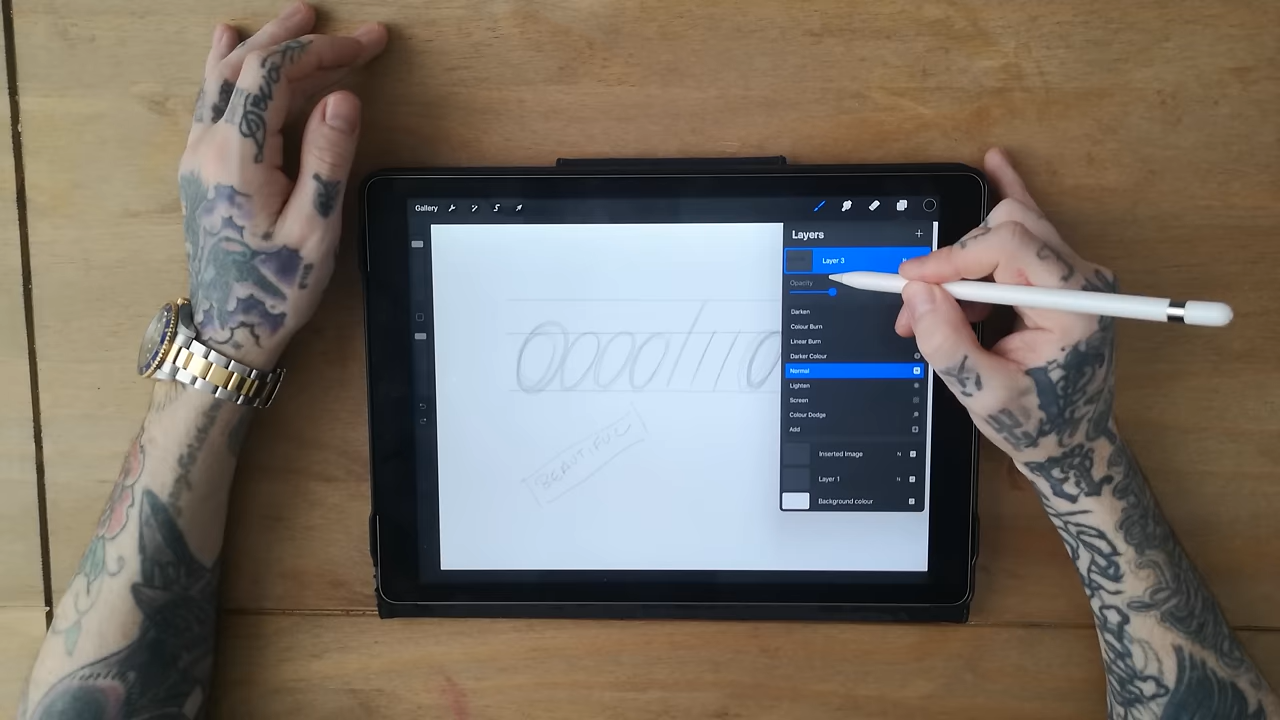 Gallery
Layers
Layer 3
N
Opacity
Darken
Colour Burn
Linear Burn
Darker Colour
Normal
N
Lighten
Screen
Colour Dodge
Add
Inserted Image
N
Layer 1
N
Background colour
BEAUTIFUL